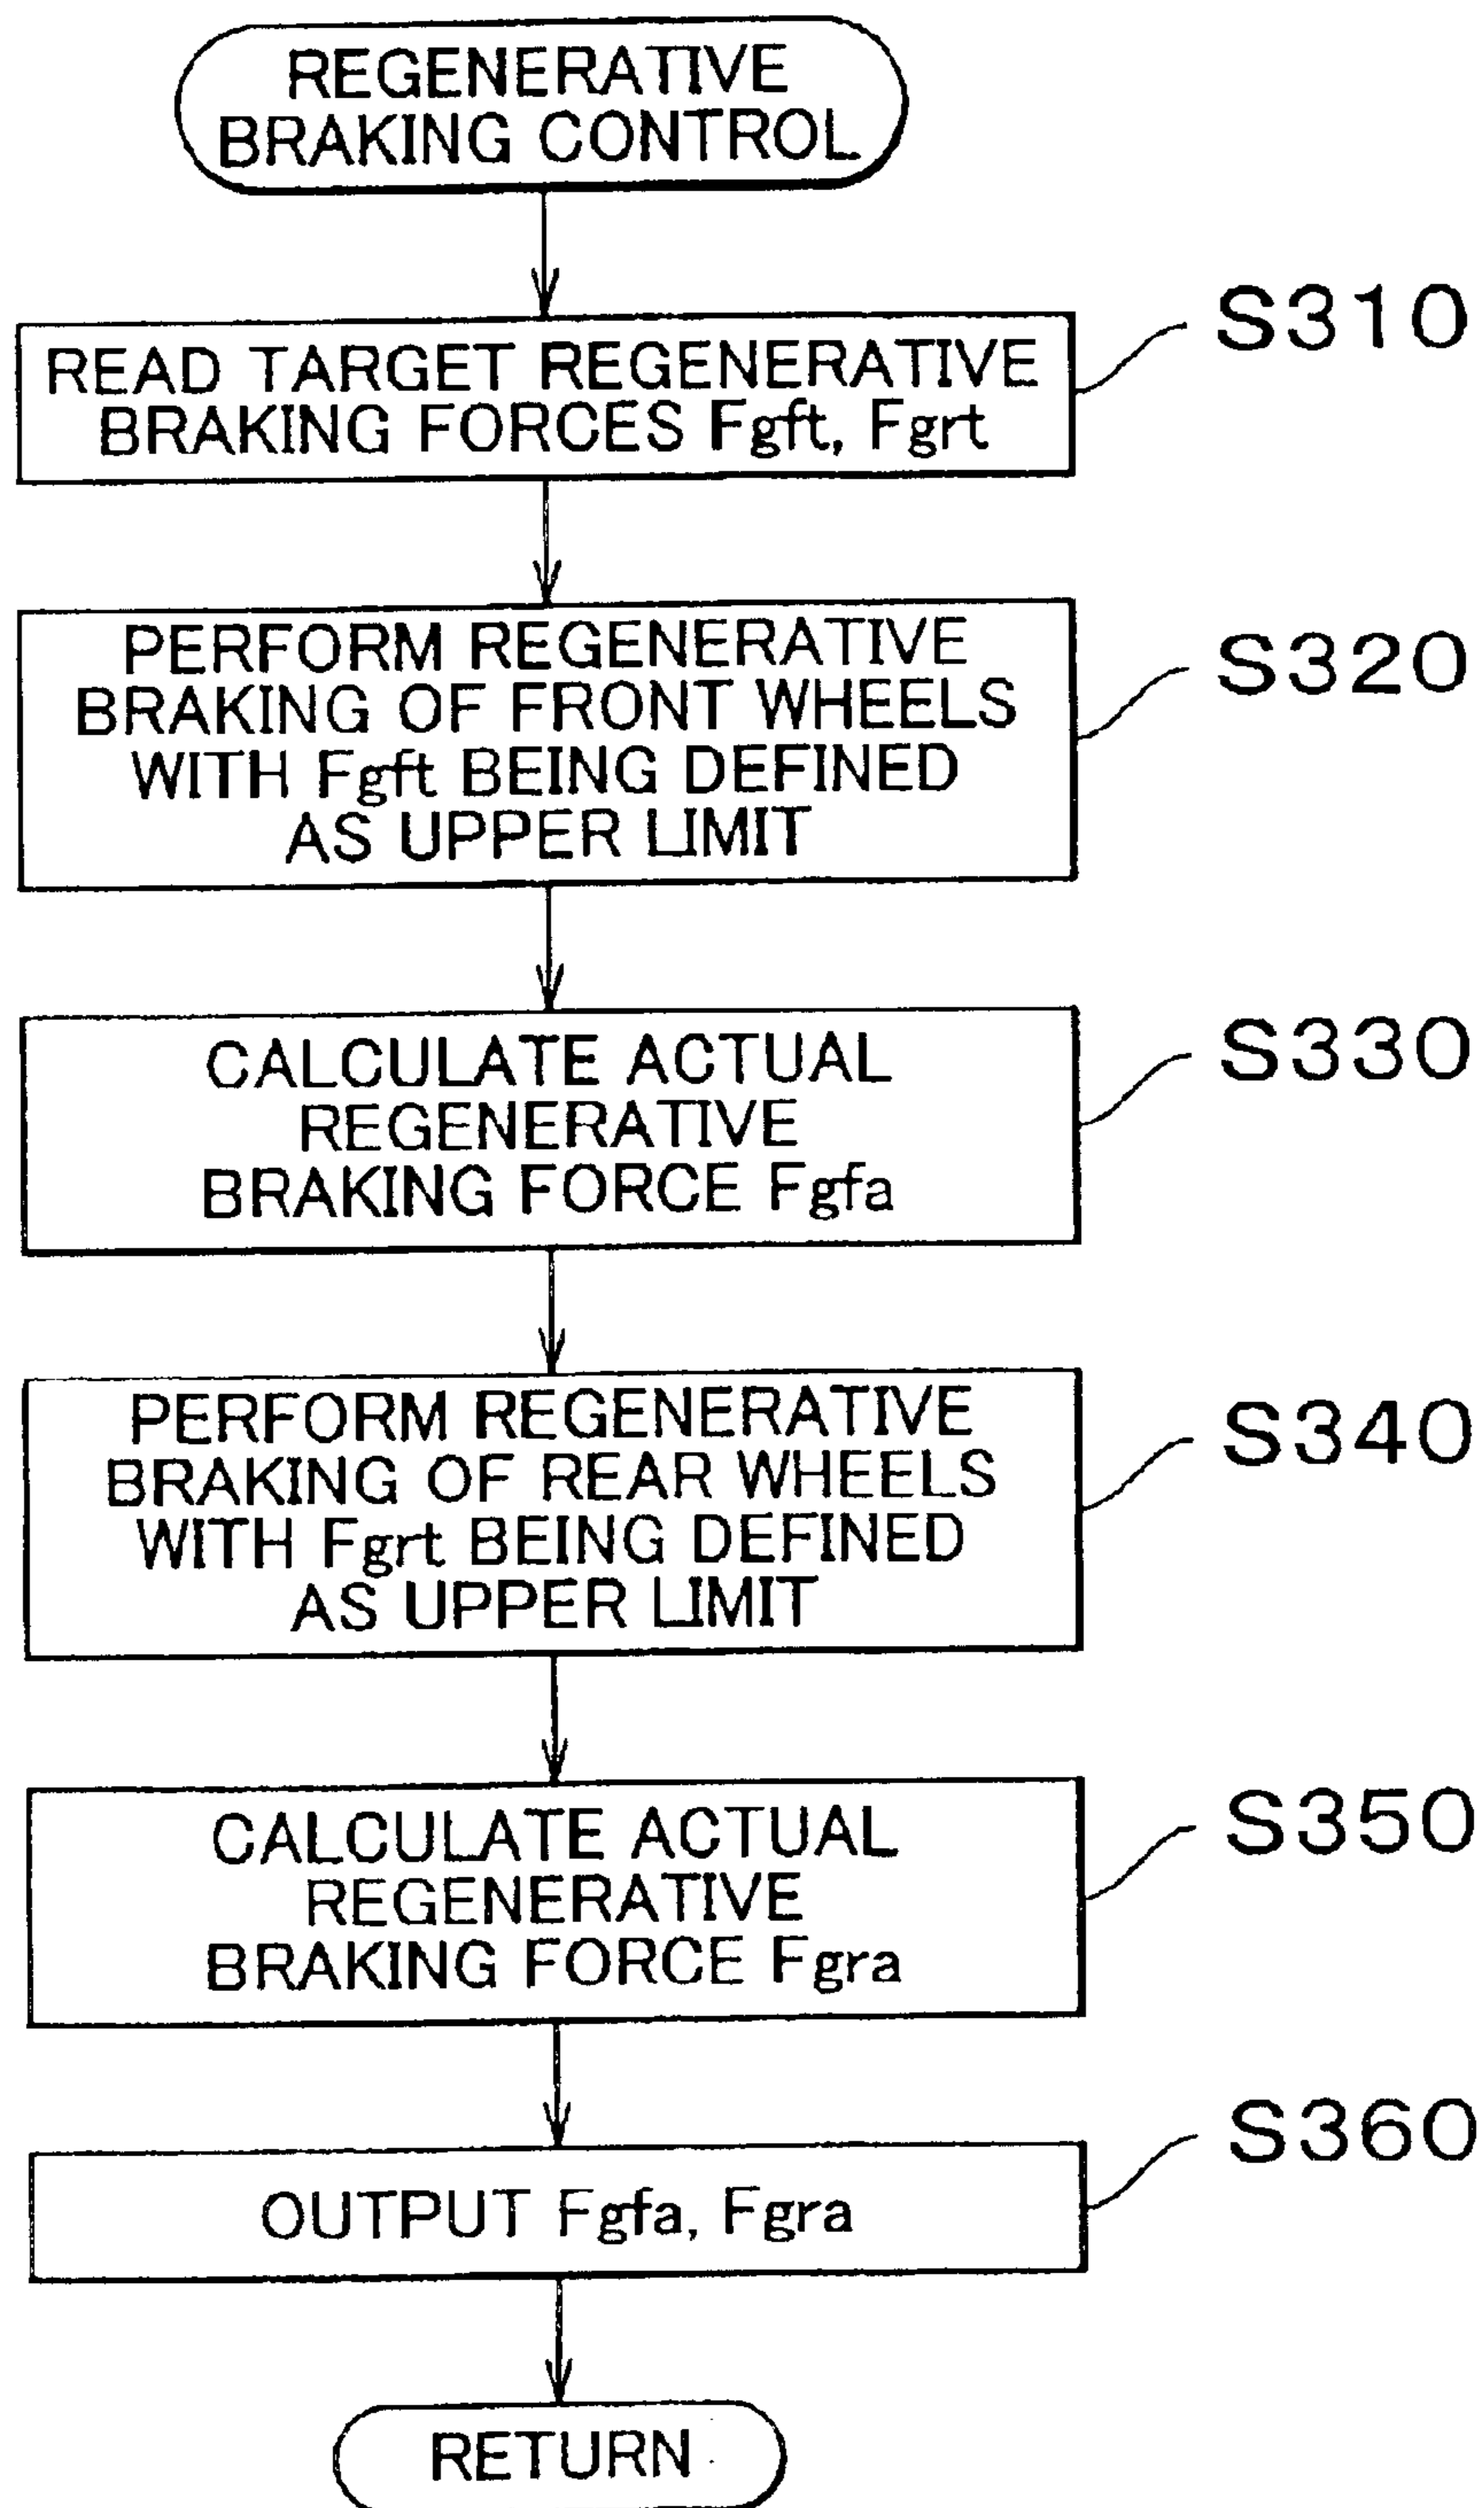 REGENERATIVE
BRAKING CONTROL
S310
READ TARGET REGENERATIVE
BRAKING FORCES Fgft, Fgrt
S320
PERFORM REGENERATIVE
BRAKING OF FRONT WHEELS
WITH Fgft BEING DEFINED
AS UPPER LIMIT
S330
CALCULATE ACTUAL
REGENERATIVE
BRAKING FORCE Fgfa
S340
PERFORM REGENERATIVE
BRAKING OF REAR WHEELS
WITH Fgrt BEING DEFINED
AS UPPER LIMIT
S350
CALCULATE ACTUAL
REGENERATIVE
BRAKING FORCE Fgra
S360
OUTPUT Fgfa, Fgra
RETURN